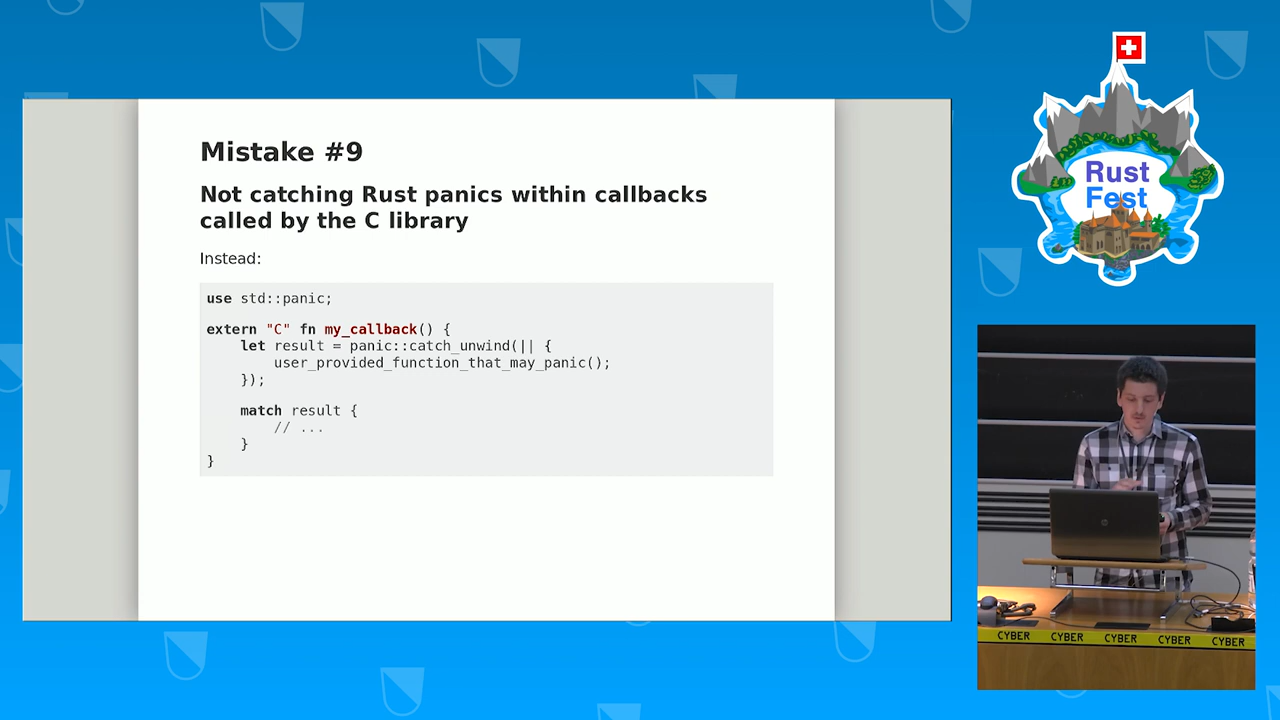 Mistake #9
Not catching Rust panics within callbacks
called by the C library
Instead:
use std::panic;
extern "C" fn my_callback() {
    let result = panic::catch_unwind(|| {
        user_provided_function_that_may_panic();
    });
    match result {
        // ...
    }
}
Rust
Fest
CYBER CYBER CYBER CYBER CYBER